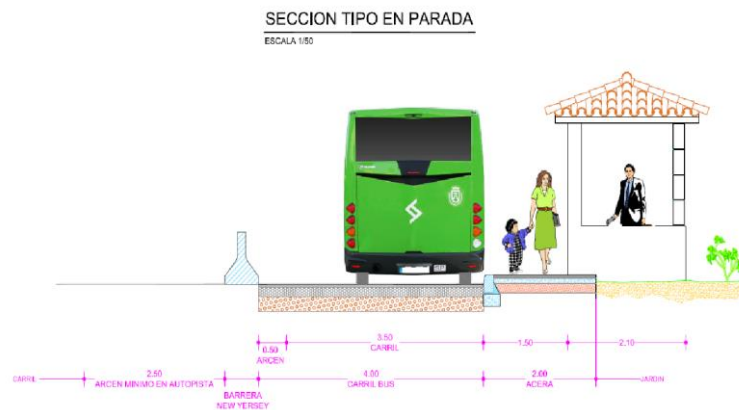 SECCION TIPO EN PARADA
ESCALA 1/50
0.50
ARCEN
3.50
CARRIL
1.50
2.10
CARRIL
2.50
ARCEN MINIMO EN AUTOPISTA
BARRERA
NEW YERSEY
4.00
CARRIL BUS
2.00
ACERA
JARDIN